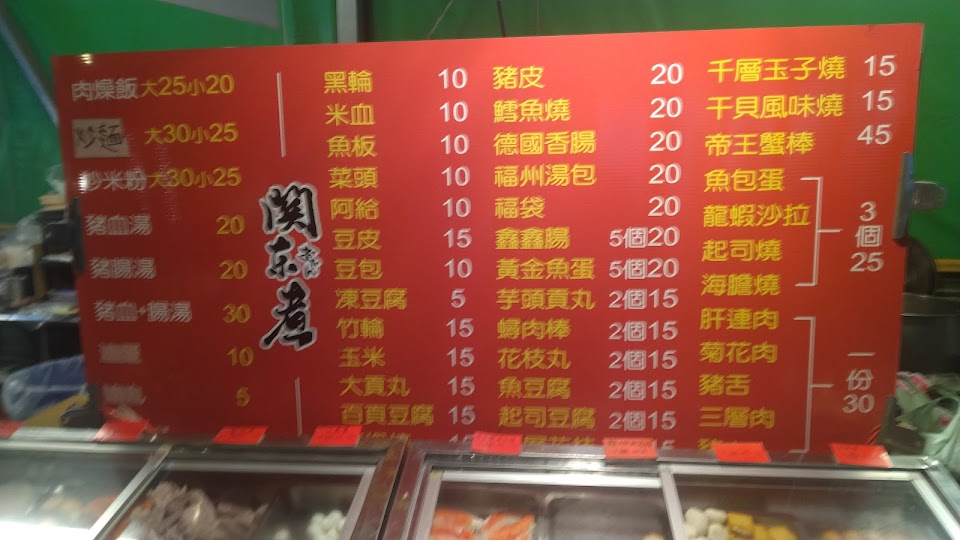 肉燥飯大25小20
炒麵 大30小25
炒米粉大30小25
豬血湯 20
豬腸湯 20
豬血+腸湯 30
10
5
関東煮
黑輪 10
米血 10
魚板 10
菜頭 10
阿給 10
豆皮 15
豆包 10
凍豆腐 5
竹輪 15
玉米 15
大貢丸 15
百頁豆腐 15
豬皮 20
鱈魚燒 20
德國香腸 20
福州湯包 20
福袋 20
鑫鑫腸 5個20
黃金魚蛋 5個20
芋頭貢丸 2個15
蟳肉棒 2個15
花枝丸 2個15
魚豆腐 2個15
起司豆腐 2個15
千層玉子燒 15
干貝風味燒 15
帝王蟹棒 45
魚包蛋
龍蝦沙拉
起司燒
海膽燒
3個25
肝連肉
菊花肉
豬舌
三層肉
一份30